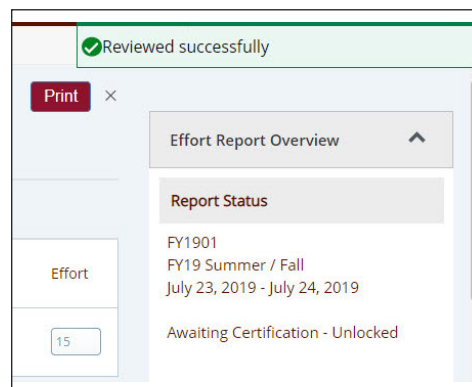 Reviewed successfully
Print ×
Effort Report Overview
Report Status
FY1901
FY19 Summer / Fall
July 23, 2019 - July 24, 2019
Awaiting Certification - Unlocked
Effort
15